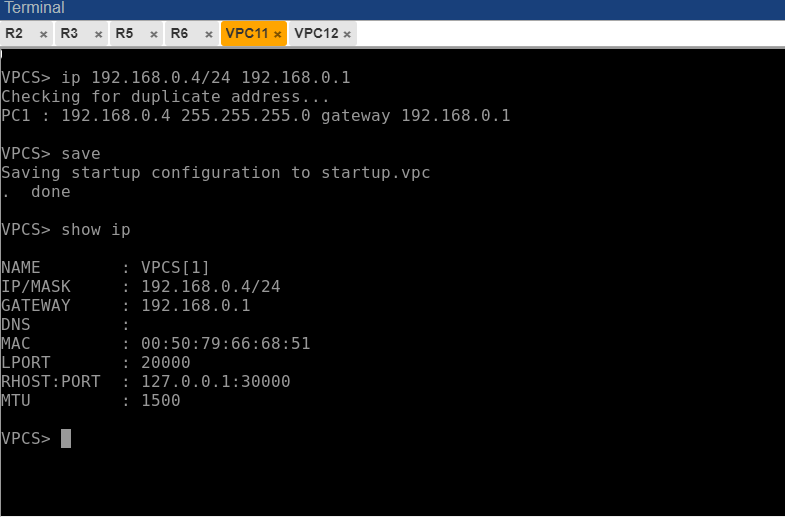 Terminal
R2 × R3 × R5 × R6 × VPC11 × VPC12 ×
VPCS> ip 192.168.0.4/24 192.168.0.1
Checking for duplicate address...
PC1 : 192.168.0.4 255.255.255.0 gateway 192.168.0.1
VPCS> save
Saving startup configuration to startup.vpc
.  done
VPCS> show ip
NAME        : VPCS[1]
IP/MASK     : 192.168.0.4/24
GATEWAY     : 192.168.0.1
DNS         :
MAC         : 00:50:79:66:68:51
LPORT       : 20000
RHOST:PORT  : 127.0.0.1:30000
MTU         : 1500
VPCS>